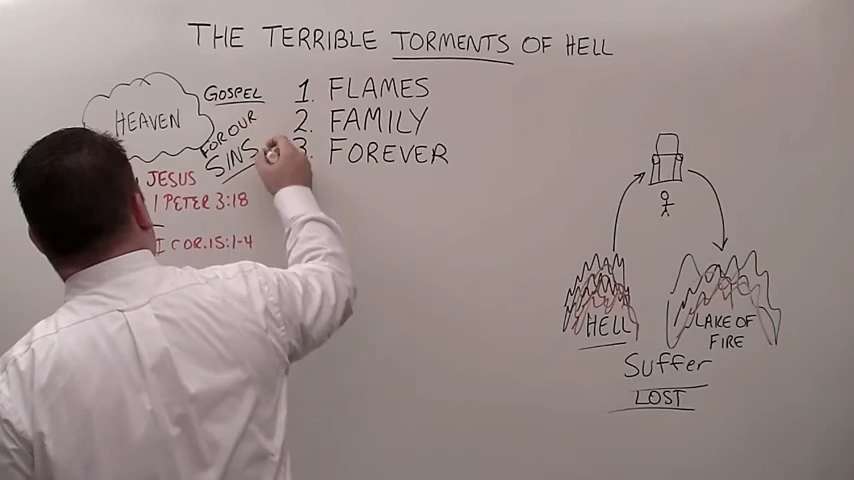 THE TERRIBLE TORMENTS OF HELL
HEAVEN
GOSPEL
FOR OUR
SINS
JESUS
1 PETER 3:18
I COR. 15:1-4
1. FLAMES
2. FAMILY
3. FOREVER
HELL
LAKE OF
FIRE
Suffer
LOST